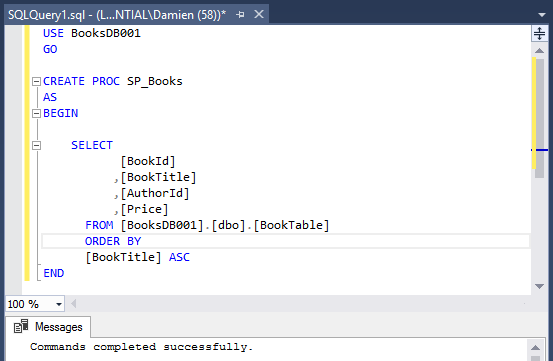 SQLQuery1.sql - (L...NTIAL\Damien (58))*
USE BooksDB001
GO
CREATE PROC SP_Books
AS
BEGIN
SELECT
[BookId]
,[BookTitle]
,[AuthorId]
,[Price]
FROM [BooksDB001].[dbo].[BookTable]
ORDER BY
[BookTitle] ASC
END
100 %
Messages
Commands completed successfully.